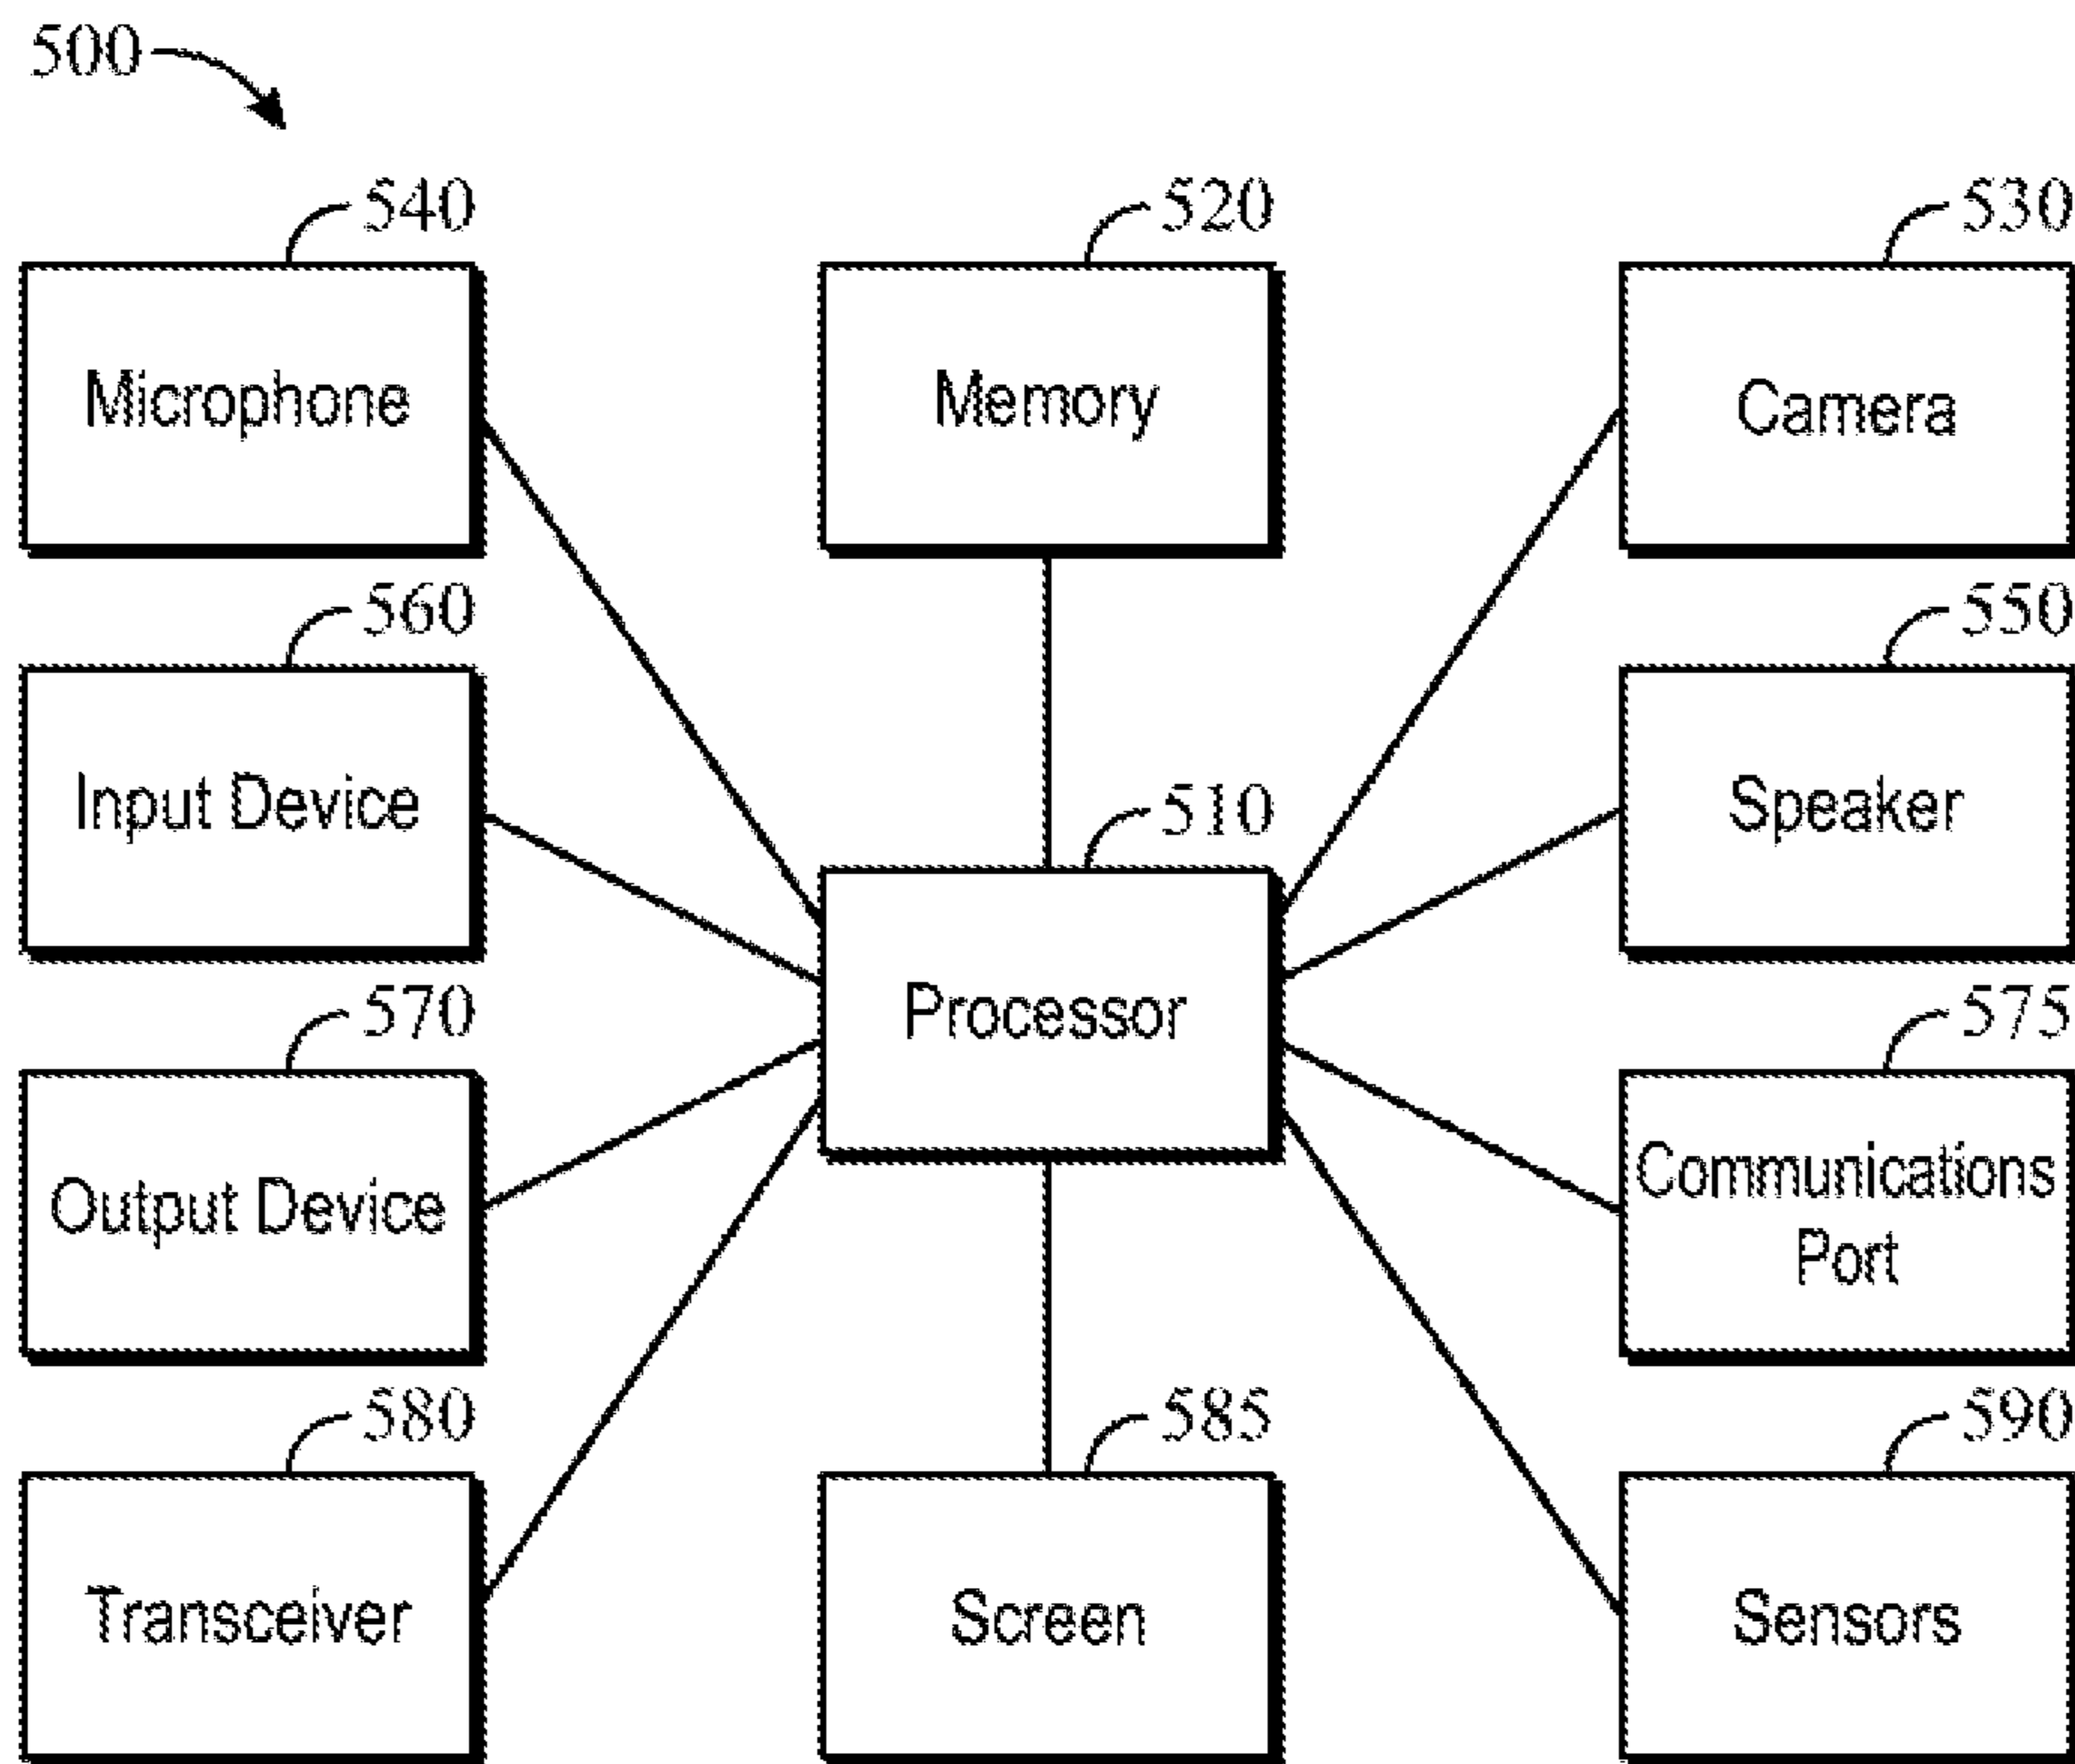 500
540
520
530
Microphone
Memory
Camera
560
550
Input Device
510
Speaker
570
Processor
575
Output Device
Communications
Port
580
585
590
Transceiver
Screen
Sensors